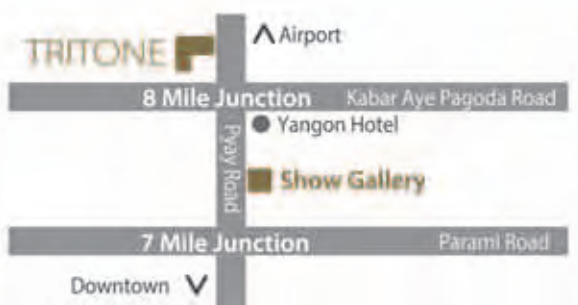 Airport
TRITONE
8 Mile Junction Kabar Aye Pagoda Road
Yangon Hotel
Pyay Road
Show Gallery
7 Mile Junction Parami Road
Downtown